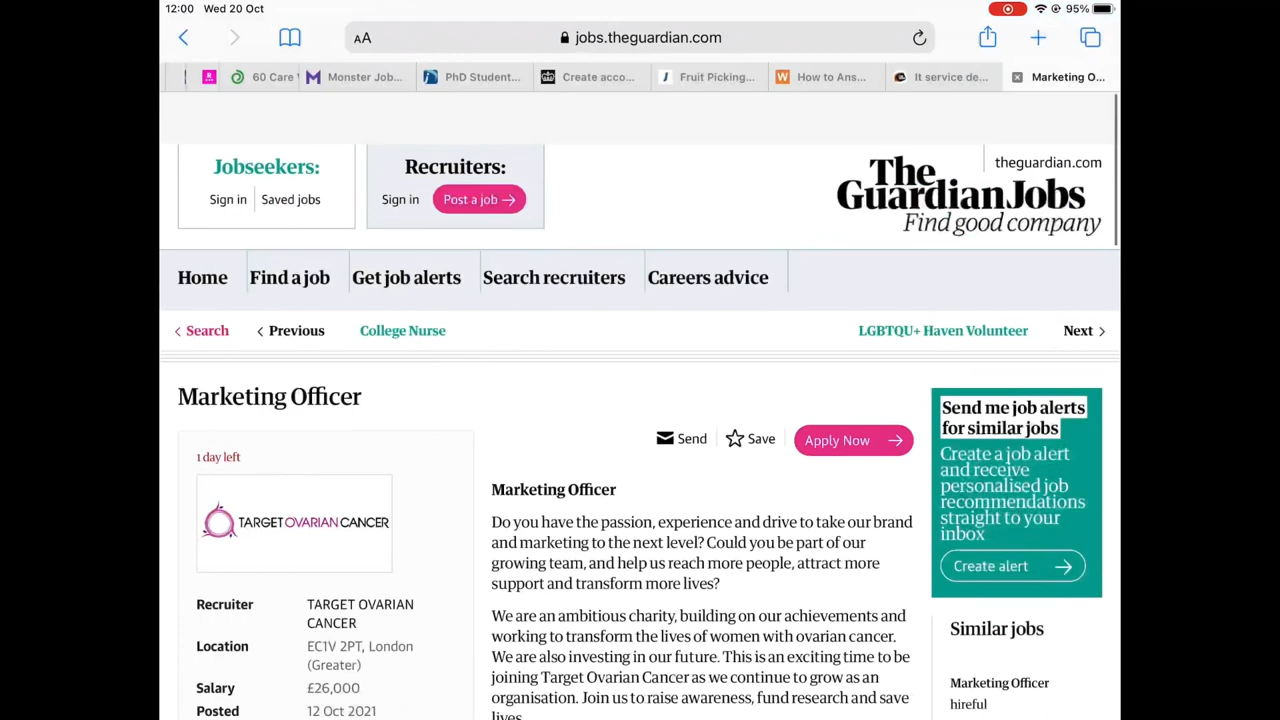 12:00 Wed 20 Oct 95%
AA jobs.theguardian.com
60 Care Monster Job... PhD Student... Create acco... Fruit Picking... How to Ans... It service de... Marketing O...
Jobseekers:
Sign in Saved jobs
Recruiters:
Sign in Post a job
theguardian.com
The
Guardian Jobs
Find good company
Home Find a job Get job alerts Search recruiters Careers advice
Search Previous College Nurse LGBTQU+ Haven Volunteer Next
Marketing Officer
1 day left
TARGET OVARIAN CANCER
Recruiter TARGET OVARIAN
CANCER
Location EC1V 2PT, London
(Greater)
Salary £26,000
Posted 12 Oct 2021
Send Save Apply Now
Marketing Officer
Do you have the passion, experience and drive to take our brand
and marketing to the next level? Could you be part of our
growing team, and help us reach more people, attract more
support and transform more lives?
We are an ambitious charity, building on our achievements and
working to transform the lives of women with ovarian cancer.
We are also investing in our future. This is an exciting time to be
joining Target Ovarian Cancer as we continue to grow as an
organisation. Join us to raise awareness, fund research and save
lives.
Send me job alerts
for similar jobs
Create a job alert
and receive
personalised job
recommendations
straight to your
inbox
Create alert
Similar jobs
Marketing Officer
hireful